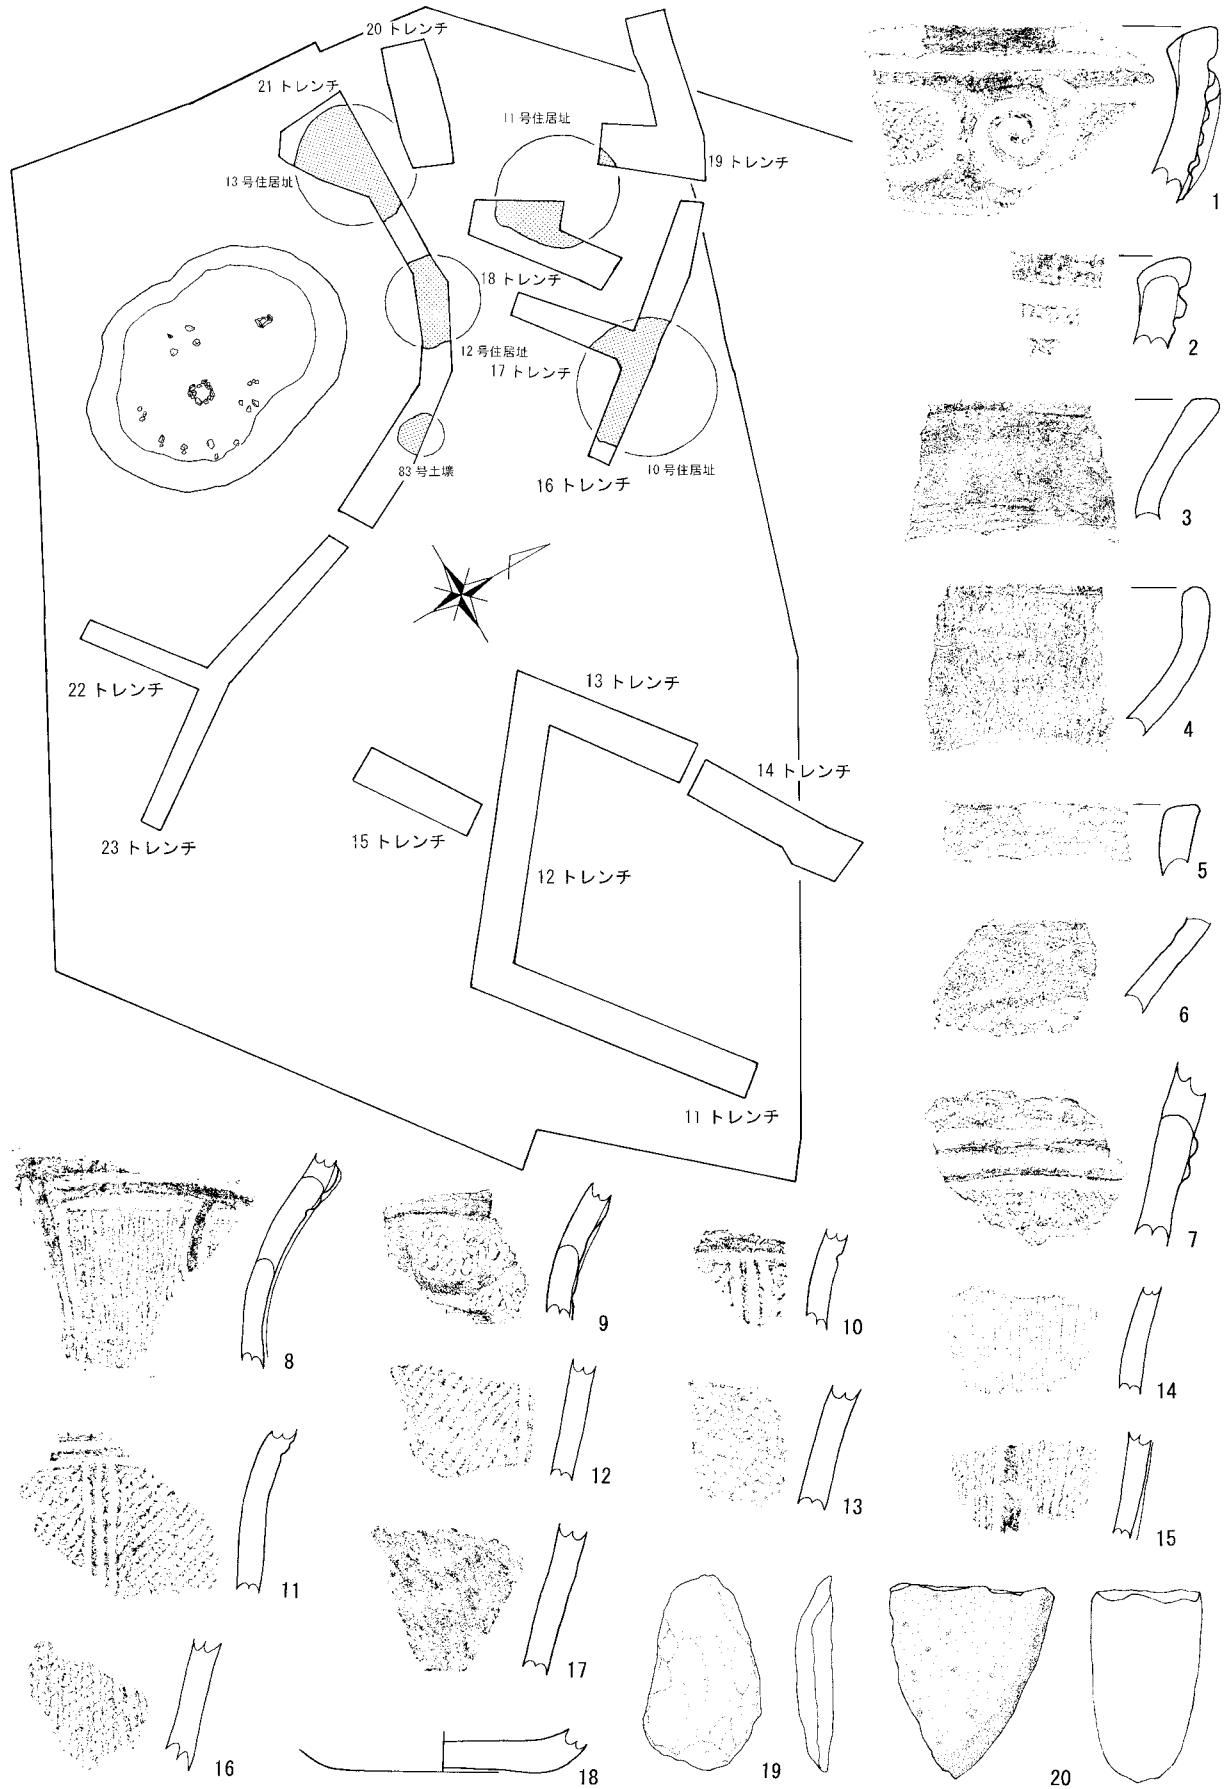 20 トレンチ
21 トレンチ
11 号住居址
19 トレンチ
13 号住居址
18 トレンチ
12 号住居址
17 トレンチ
83 号土壌
16 トレンチ
10 号住居址
22 トレンチ
13 トレンチ
14 トレンチ
23 トレンチ
15 トレンチ
12 トレンチ
11 トレンチ
1
2
3
4
5
6
7
8
9
10
14
12
13
15
11
17
16
18
19
20